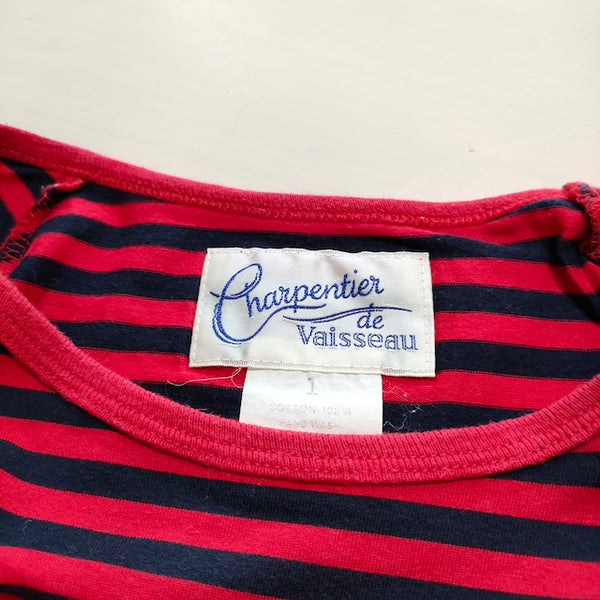 Charpentier
de
Vaisseau
1
COTTON 100%
HAND WASH